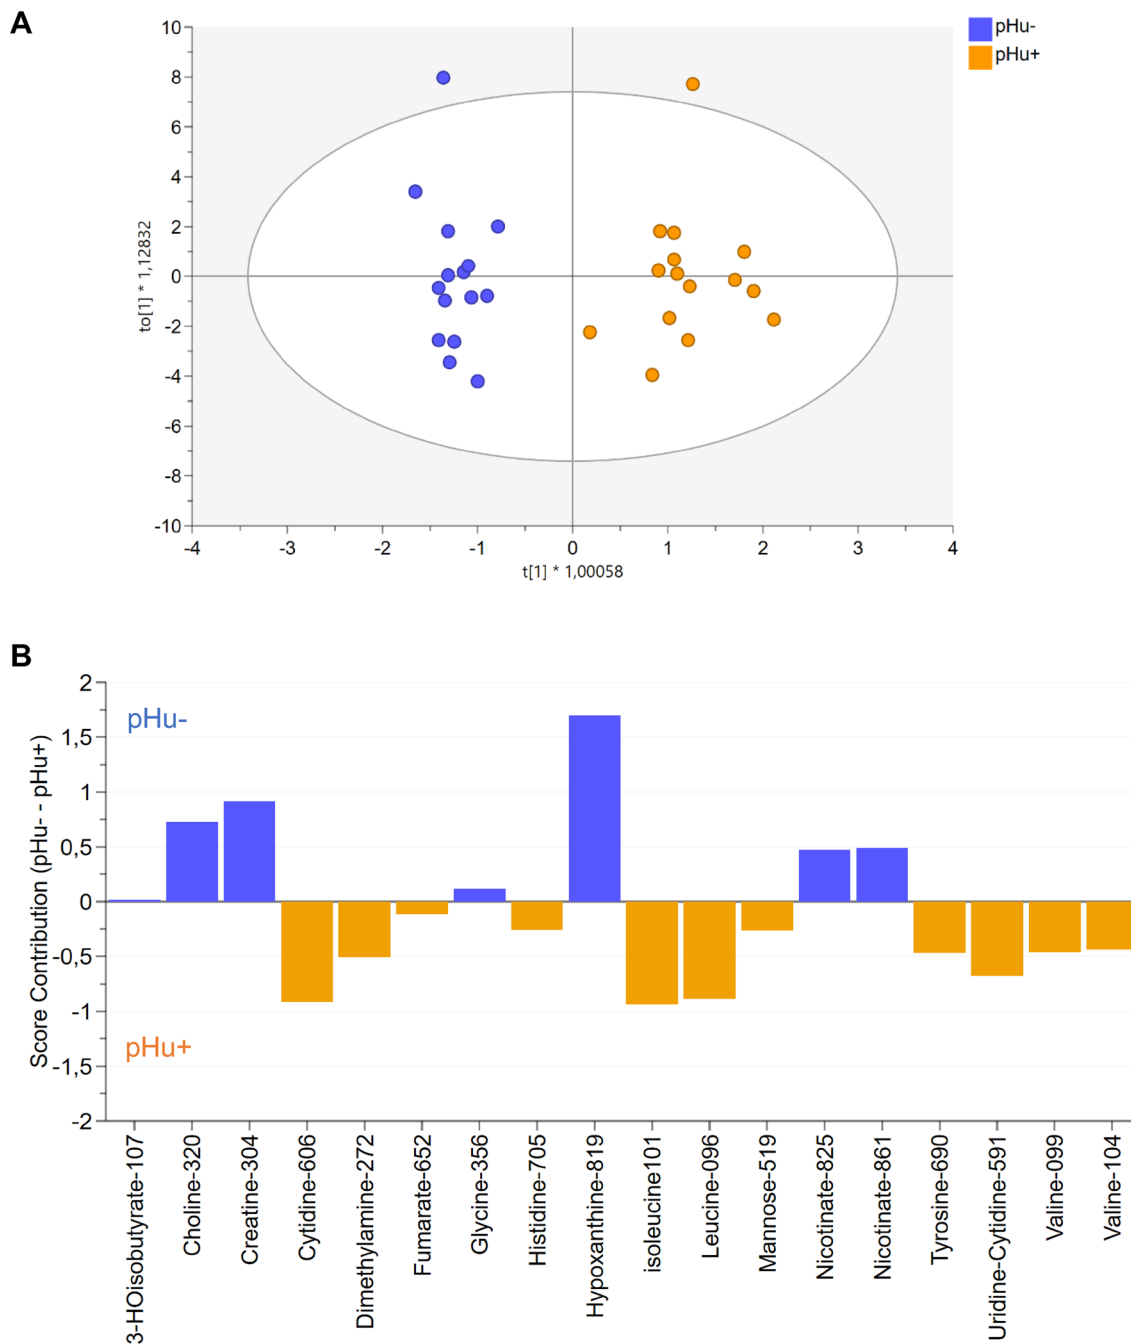 A
pHu-
pHu+
10
8
6
4
2
0
-2
-4
-6
-8
-10
to[1] * 1,12832
-4
-3
-2
-1
0
1
2
3
4
t[1] * 1,00058
B
2
1,5
1
0,5
0
-0,5
-1
-1,5
-2
Score Contribution (pHu- - pHu+)
pHu-
pHu+
3-HOisobutyrate-107
Choline-320
Creatine-304
Cytidine-606
Dimethylamine-272
Fumarate-652
Glycine-356
Histidine-705
Hypoxanthine-819
isoleucine101
Leucine-096
Mannose-519
Nicotinate-825
Nicotinate-861
Tyrosine-690
Uridine-Cytidine-591
Valine-099
Valine-104